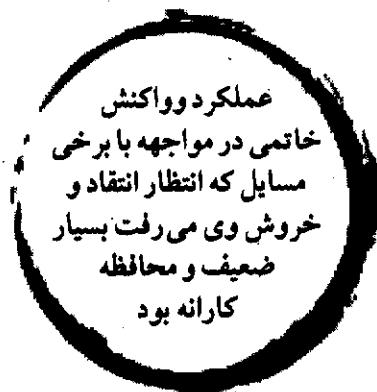 عملکرد وواکنش
خاتمی در مواجهه با برخی
مسایل که انتظار انتقاد و
خروش وی می‌رفت بسیار
ضعیف و محافظه
کارانه بود